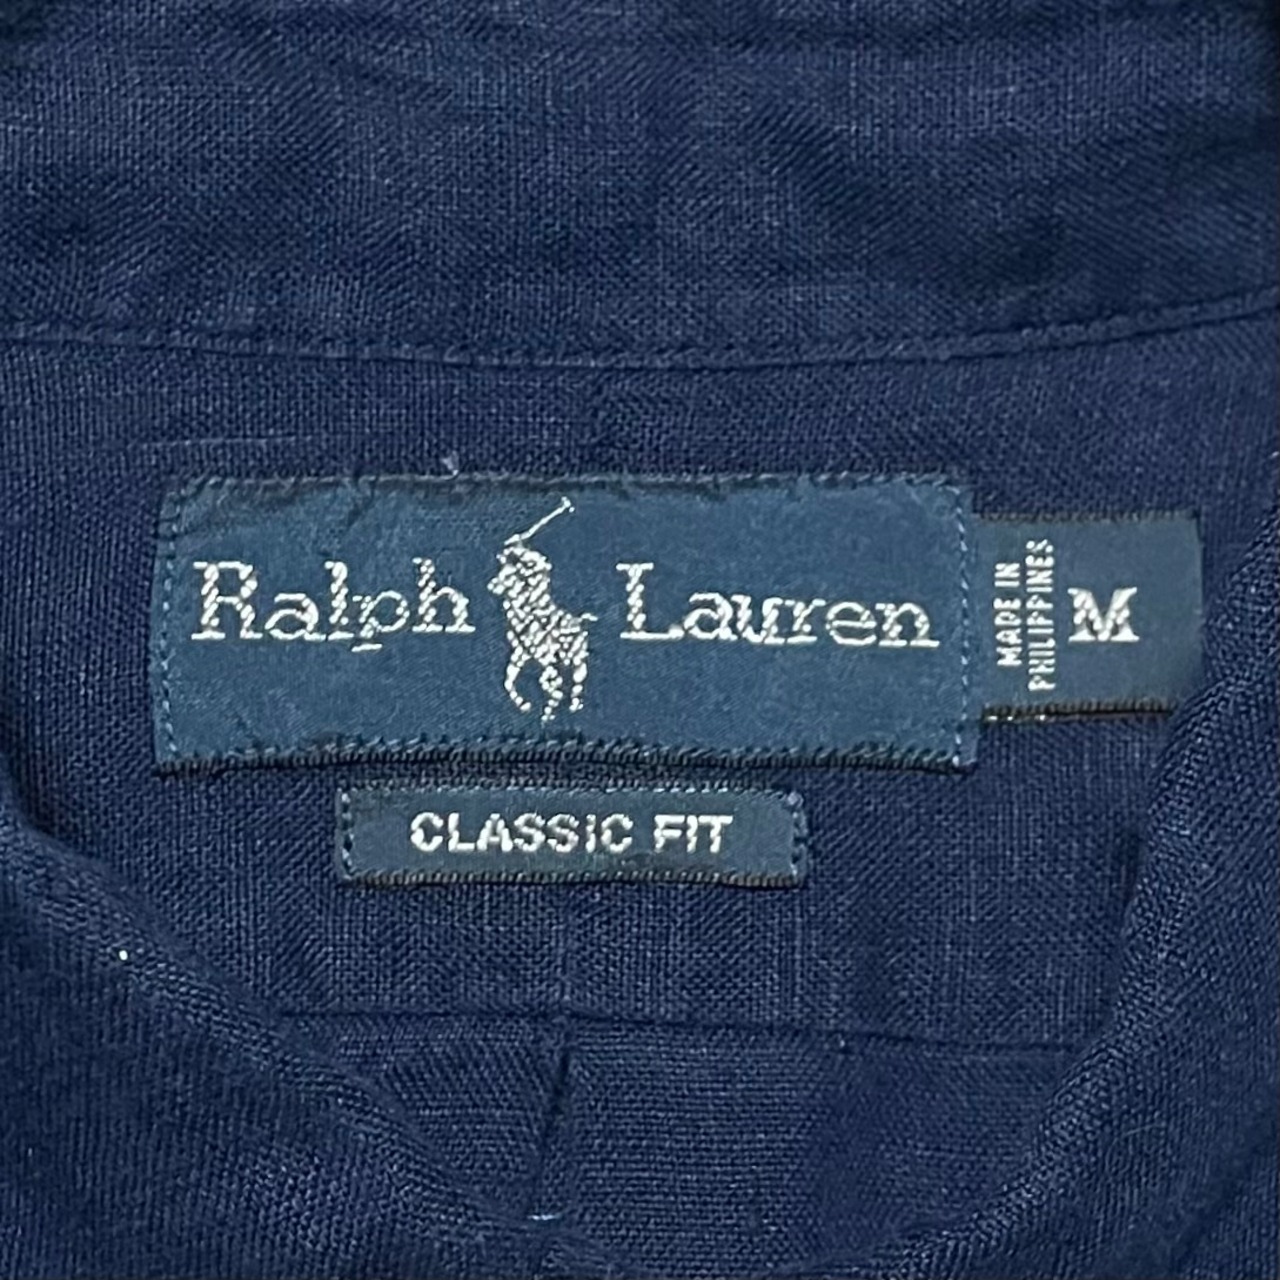 Ralph Lauren
MADE IN
PHILIPPINES
M
CLASSIC FIT